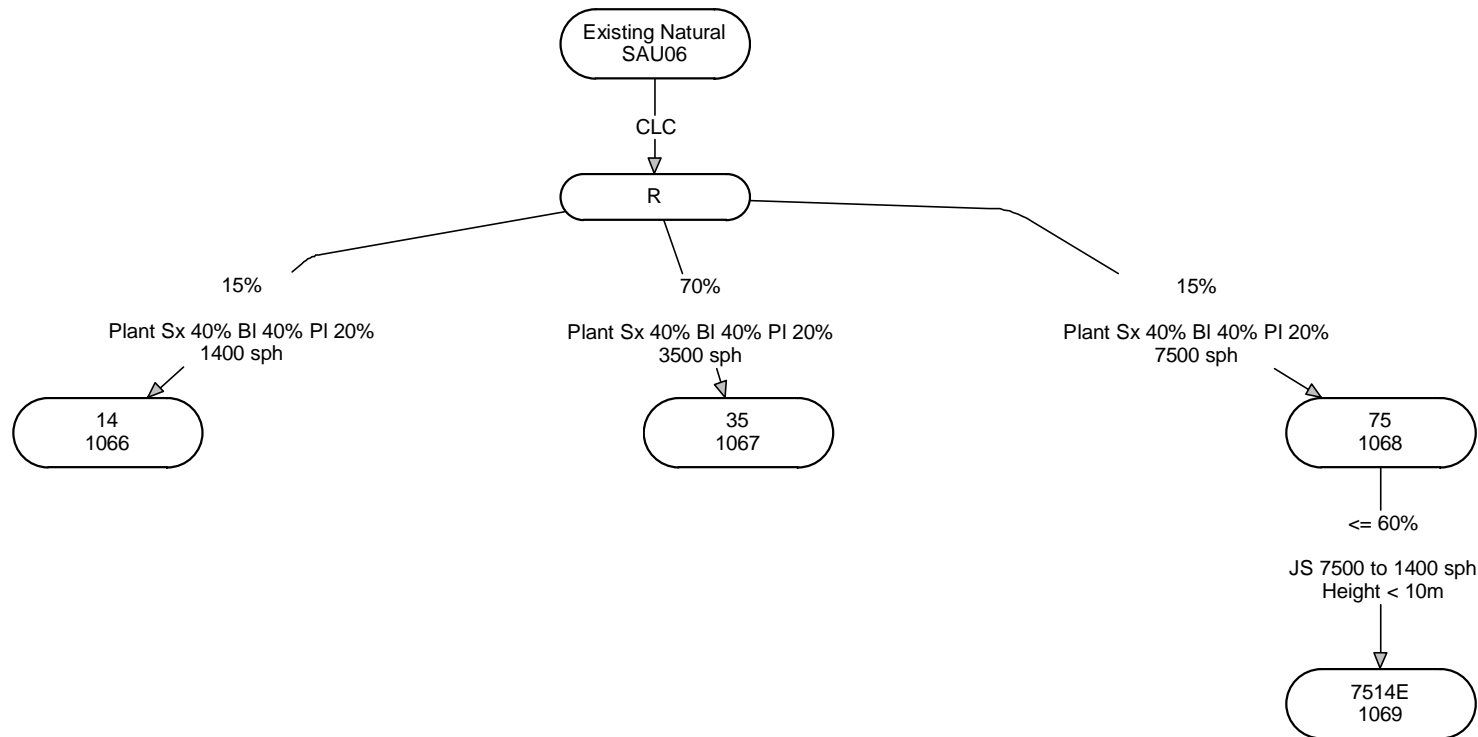 Existing Natural
SAU06
CLC
R
15%
70%
15%
Plant Sx 40% Bl 40% Pl 20%
1400 sph
Plant Sx 40% Bl 40% Pl 20%
3500 sph
Plant Sx 40% Bl 40% Pl 20%
7500 sph
14
1066
35
1067
75
1068
<= 60%
JS 7500 to 1400 sph
Height < 10m
7514E
1069